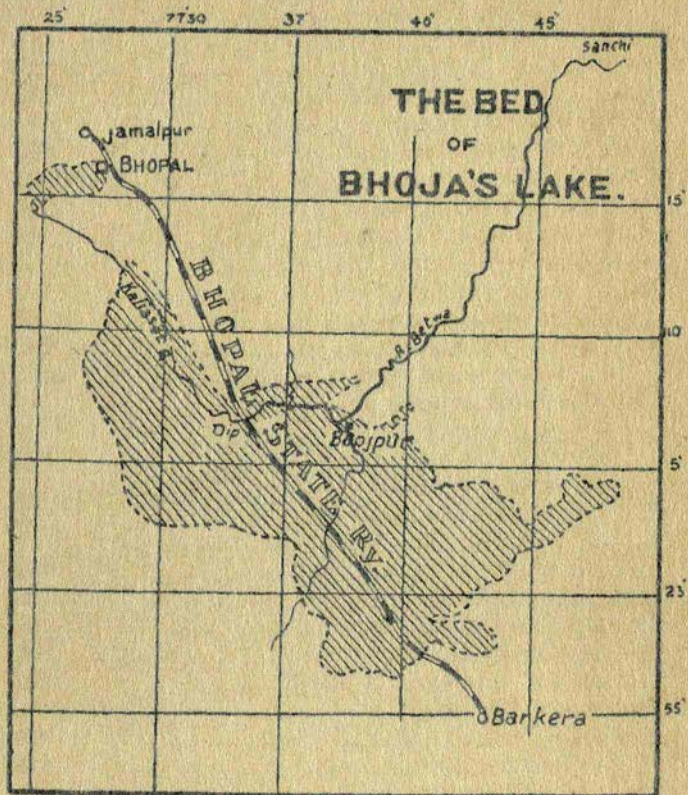 25'
77°30
37
40'
45'
Sanchi
THE BED
OF
BHOJA'S LAKE.
Jamalpur
BHOPAL
15'
BHOPAL STATE Ry.
Kaliasot R
R. Betwa
10'
Dip
Bhojpur
5'
23'
55'
Barkera